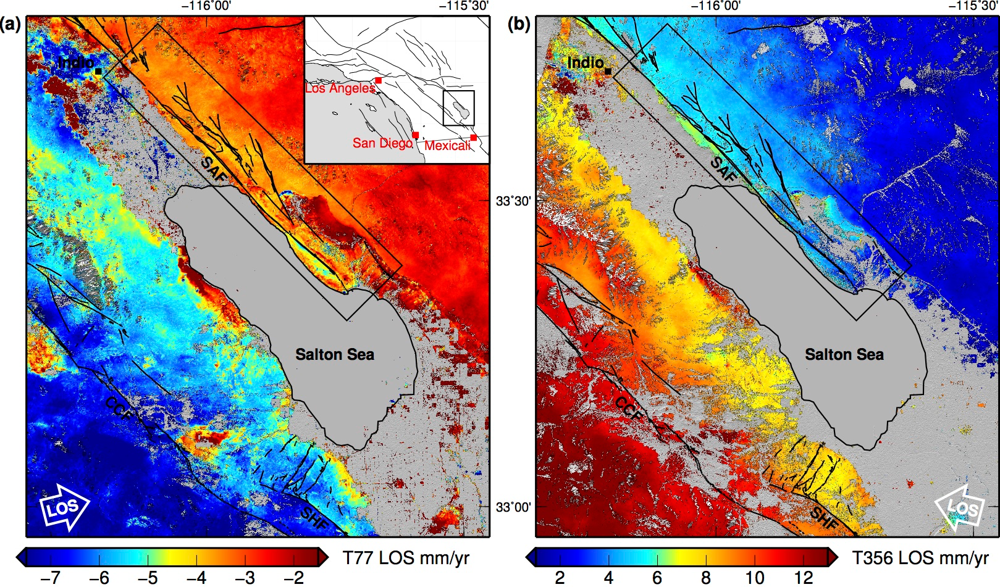 −116˚00'
−115˚30'
−116˚00'
−115˚30'
(a)
(b)
Indio
Los Angeles
San Diego
Mexicali
SAF
Salton Sea
CCF
SHF
LOS
Indio
SAF
Salton Sea
CCF
SHF
LOS
33˚30'
33˚00'
T77 LOS mm/yr
−7 −6 −5 −4 −3 −2
T356 LOS mm/yr
2 4 6 8 10 12